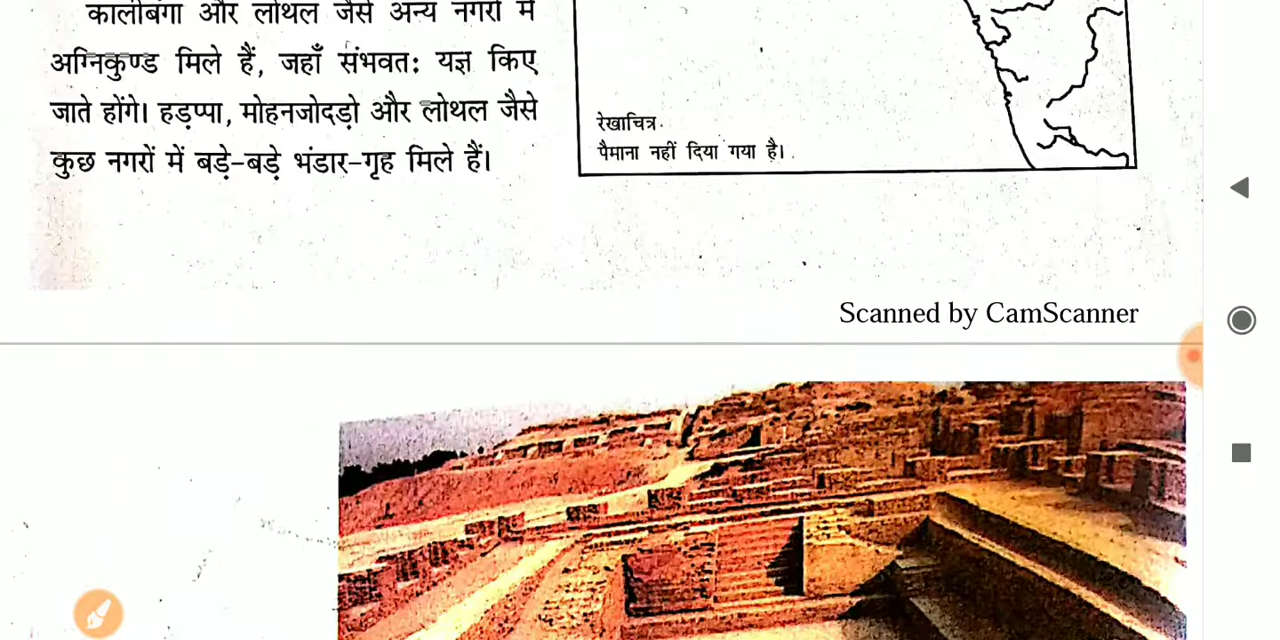 कालीबंगा और लोथल जैसे अन्य नगरों में
अग्निकुण्ड मिले हैं, जहाँ संभवतः यज्ञ किए
जाते होंगे। हड़प्पा, मोहनजोदड़ो और लोथल जैसे
कुछ नगरों में बड़े-बड़े भंडार-गृह मिले हैं।
रेखाचित्र
पैमाना नहीं दिया गया है।
Scanned by CamScanner